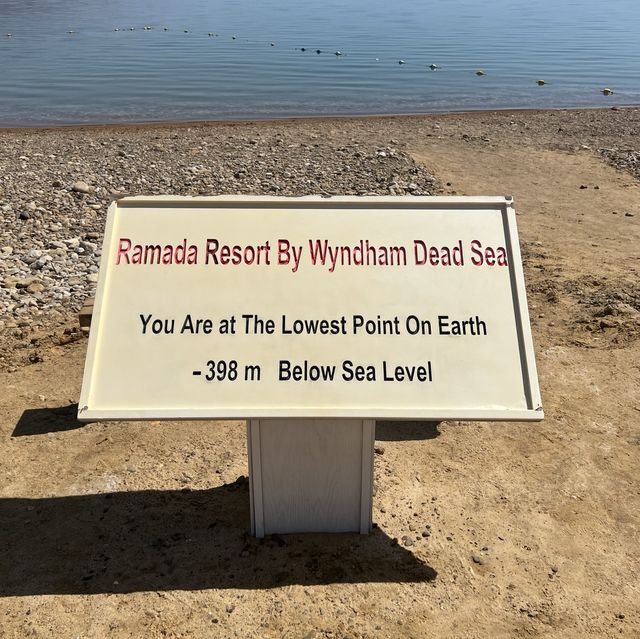 Ramada Resort By Wyndham Dead Sea
You Are at The Lowest Point On Earth
-398 m Below Sea Level